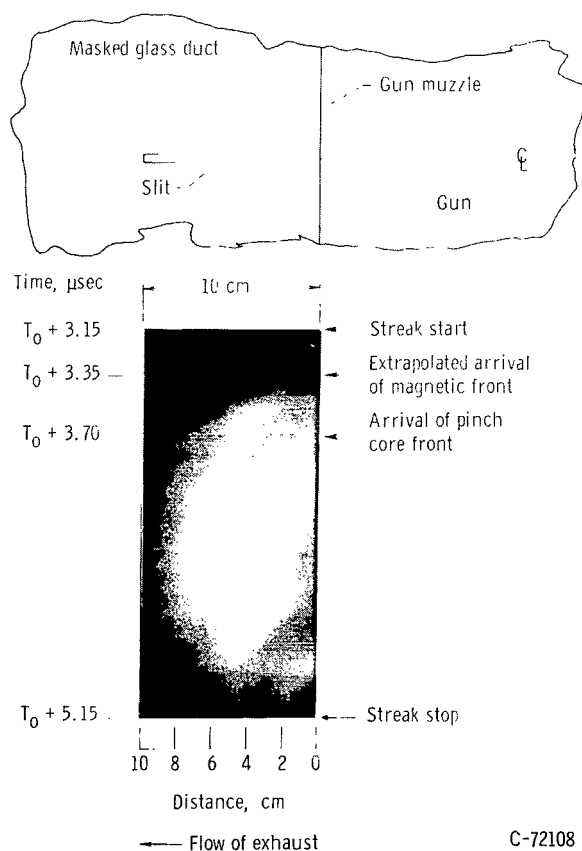 Masked glass duct
Gun muzzle
℄
Slit
Gun
Time, μsec
10 cm
T₀ + 3.15
Streak start
T₀ + 3.35
Extrapolated arrival
of magnetic front
T₀ + 3.70
Arrival of pinch
core front
T₀ + 5.15
Streak stop
10 8 6 4 2 0
Distance, cm
Flow of exhaust
C-72108